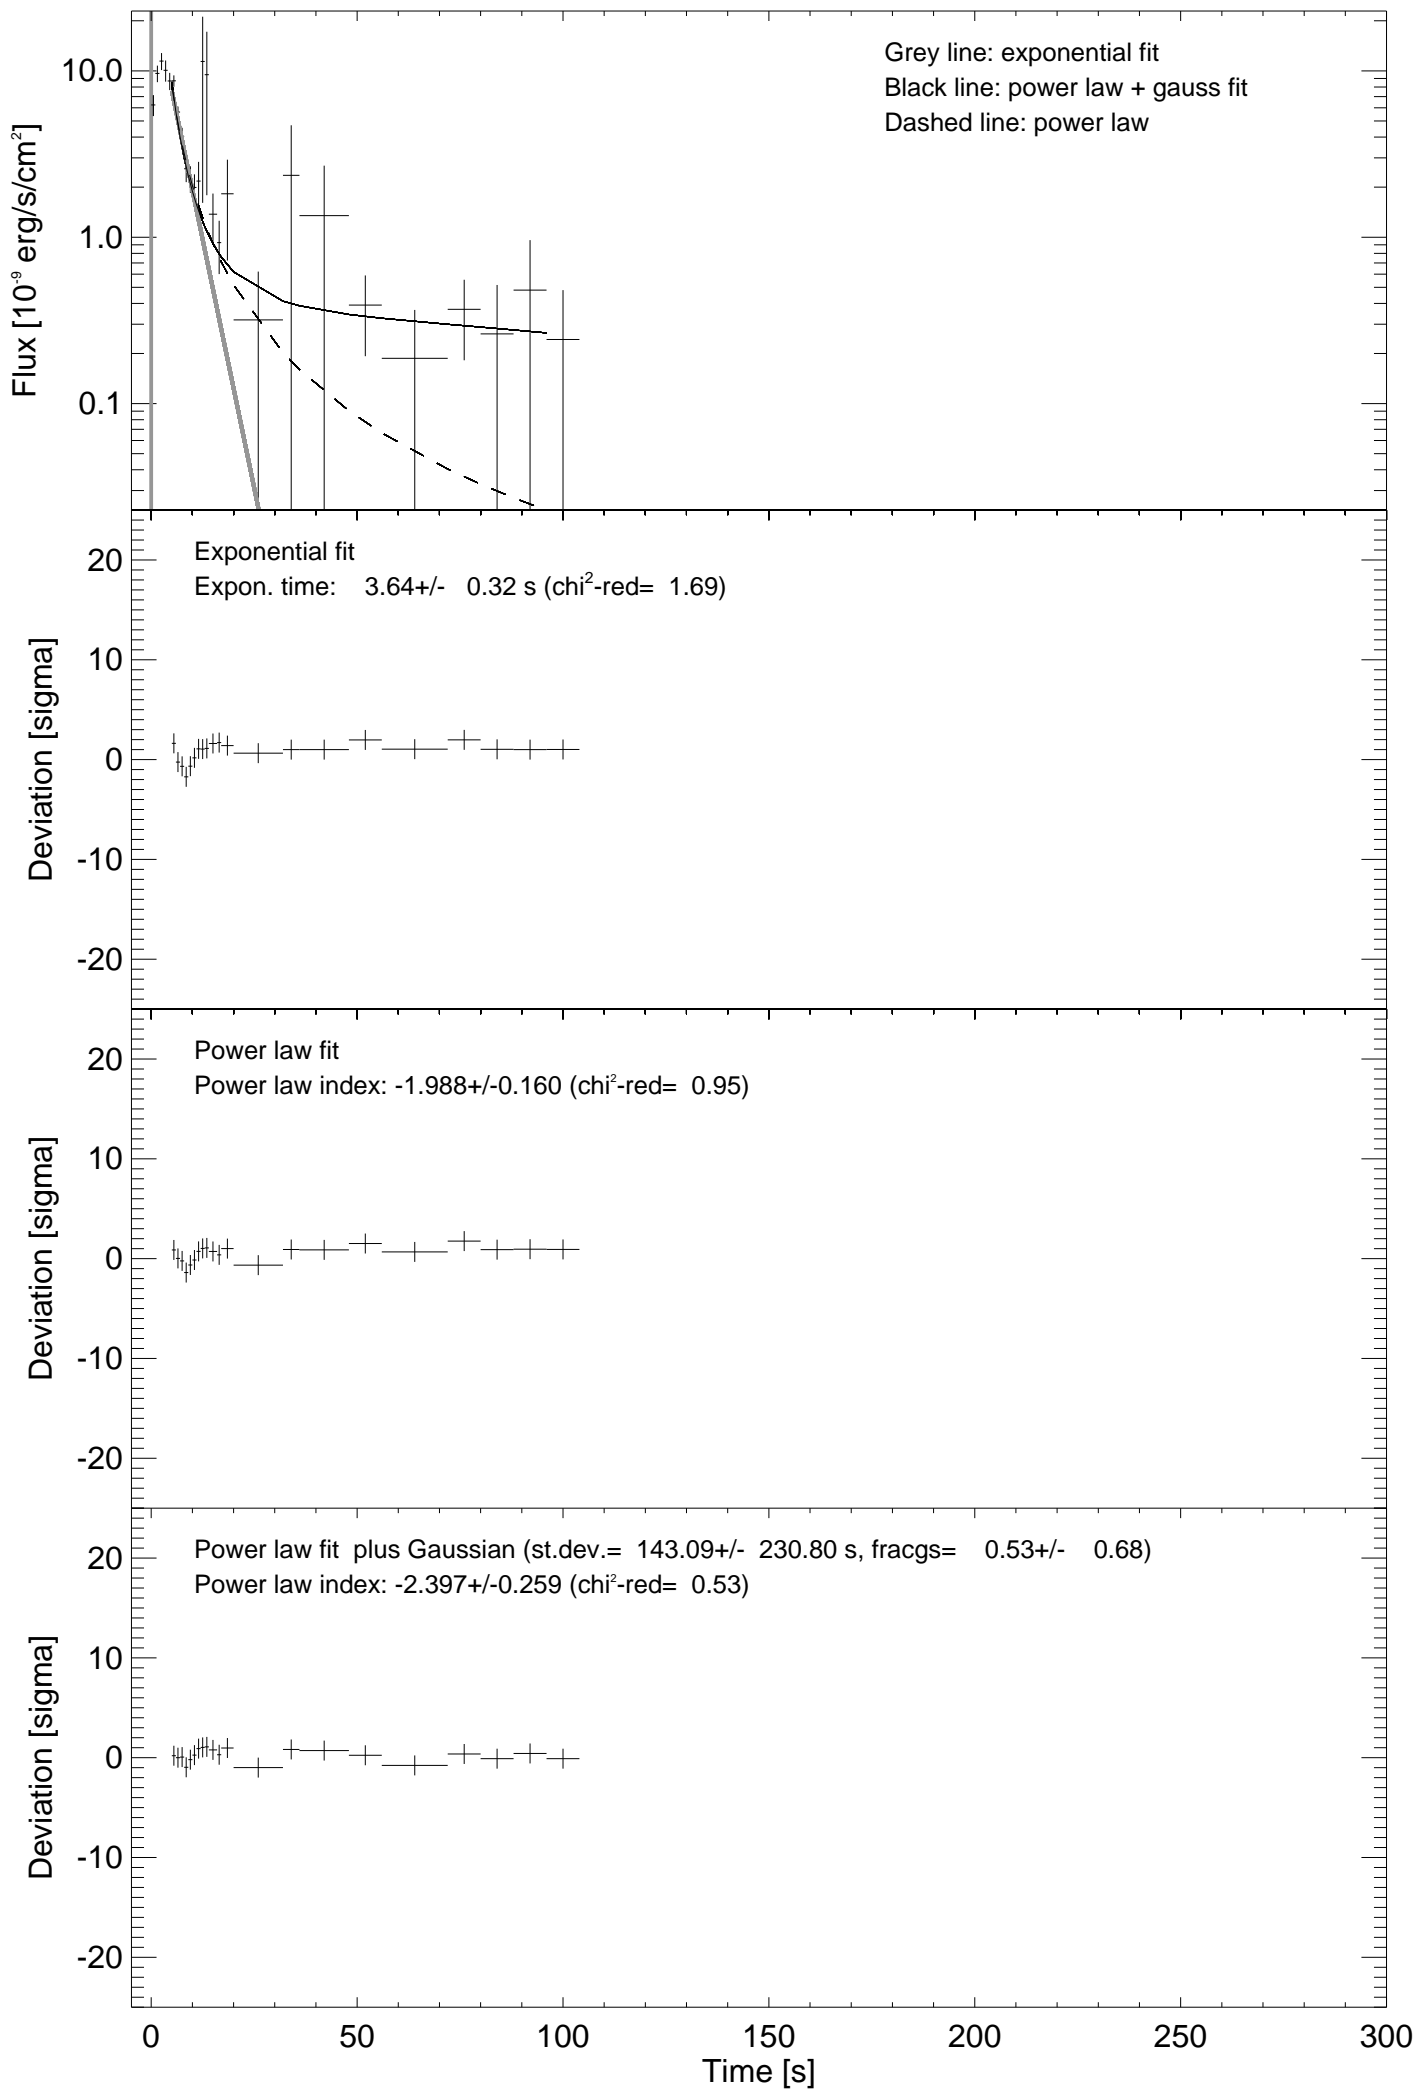 Grey line: exponential fit
Black line: power law + gauss fit
Dashed line: power law
10.0
1.0
0.1
Flux [10⁻⁹ erg/s/cm²]
Exponential fit
Expon. time: 3.64+/- 0.32 s (chi²-red= 1.69)
20
10
0
-10
-20
Deviation [sigma]
Power law fit
Power law index: -1.988+/-0.160 (chi²-red= 0.95)
20
10
0
-10
-20
Deviation [sigma]
Power law fit plus Gaussian (st.dev.= 143.09+/- 230.80 s, fracgs= 0.53+/- 0.68)
Power law index: -2.397+/-0.259 (chi²-red= 0.53)
20
10
0
-10
-20
Deviation [sigma]
0 50 100 150 200 250 300
Time [s]